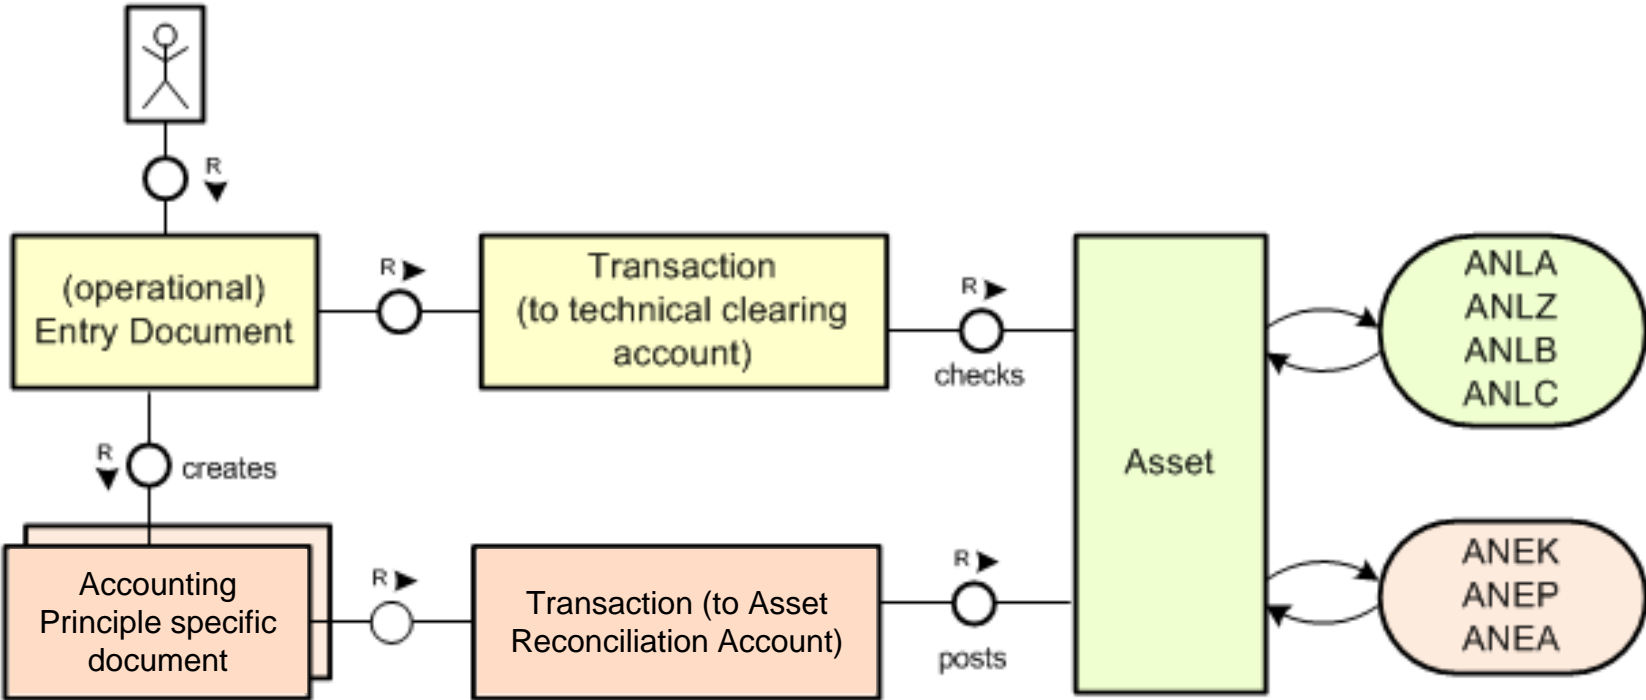 R
(operational)
Entry Document
R
Transaction
(to technical clearing
account)
R
checks
Asset
ANLA
ANLZ
ANLB
ANLC
R
creates
Accounting
Principle specific
document
R
Transaction (to Asset
Reconciliation Account)
R
posts
ANEK
ANEP
ANEA